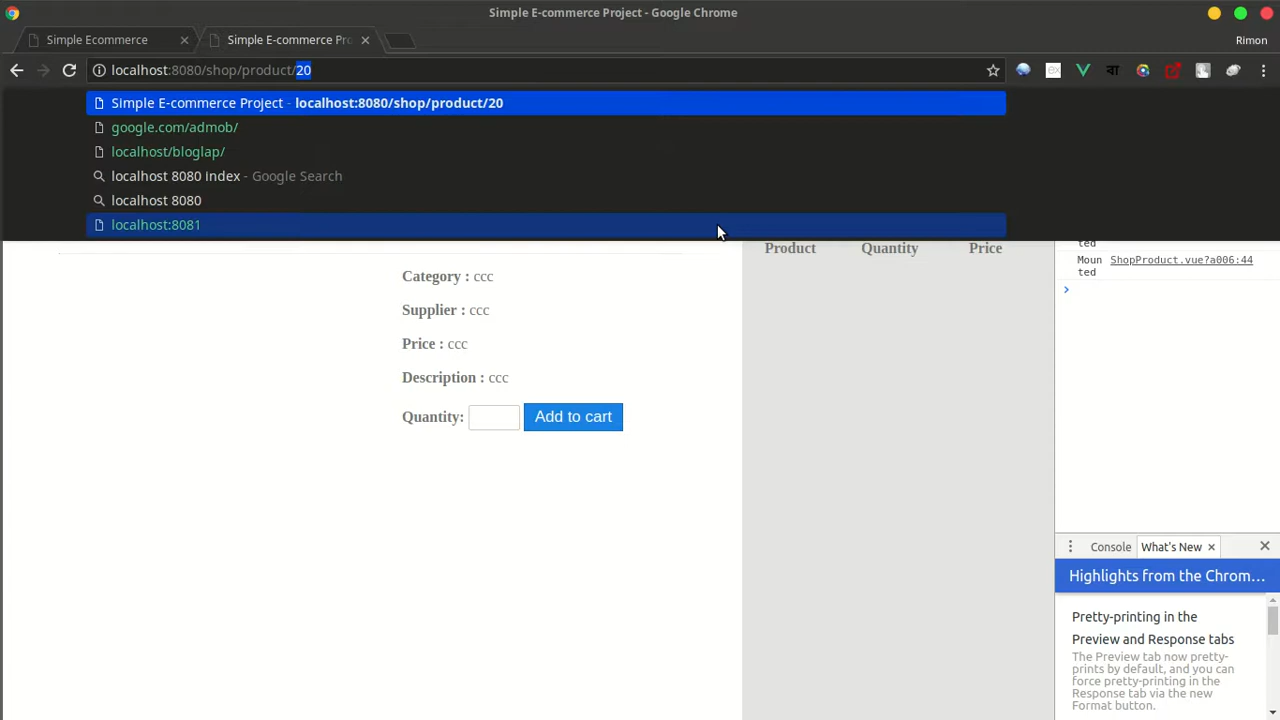 Simple E-commerce Project - Google Chrome
Simple Ecommerce
Simple E-commerce Pro
Rimon
localhost:8080/shop/product/20
Simple E-commerce Project - localhost:8080/shop/product/20
google.com/admob/
localhost/bloglap/
localhost 8080 index - Google Search
localhost 8080
localhost:8081
Product Quantity Price
ted
Moun ShopProduct.vue?a006:44
ted
Category : ccc
Supplier : ccc
Price : ccc
Description : ccc
Quantity: Add to cart
Console What's New
Highlights from the Chrom...
Pretty-printing in the
Preview and Response tabs
The Preview tab now pretty-
prints by default, and you can
force pretty-printing in the
Response tab via the new
Format button.